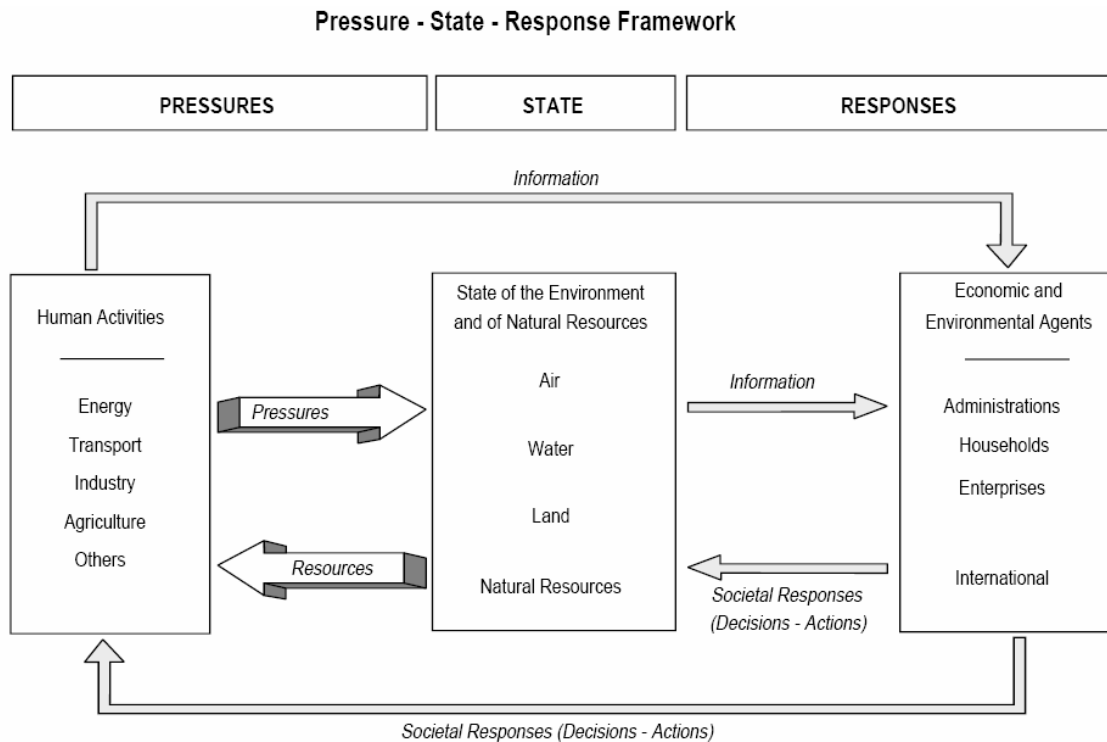 Pressure - State - Response Framework
PRESSURES
STATE
RESPONSES
Information
Human Activities
Energy
Transport
Industry
Agriculture
Others
Pressures
Resources
State of the Environment
and of Natural Resources
Air
Water
Land
Natural Resources
Information
Societal Responses
(Decisions - Actions)
Economic and
Environmental Agents
Administrations
Households
Enterprises
International
Societal Responses (Decisions - Actions)